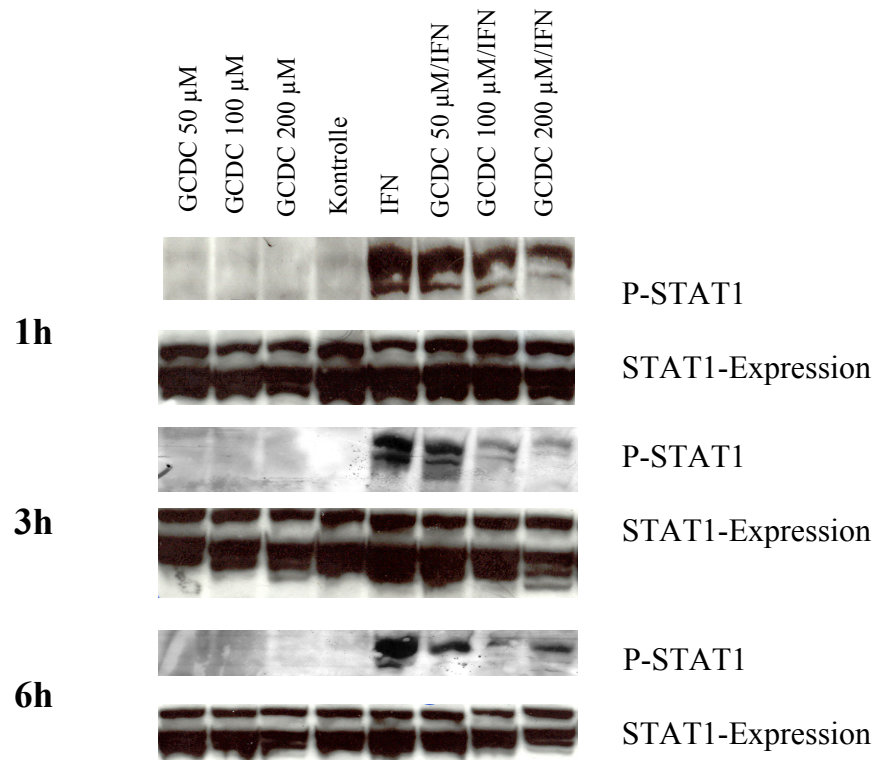 GCDC 50 µM
GCDC 100 µM
GCDC 200 µM
Kontrolle
IFN
GCDC 50 µM/IFN
GCDC 100 µM/IFN
GCDC 200 µM/IFN
1h
P-STAT1
STAT1-Expression
3h
P-STAT1
STAT1-Expression
6h
P-STAT1
STAT1-Expression